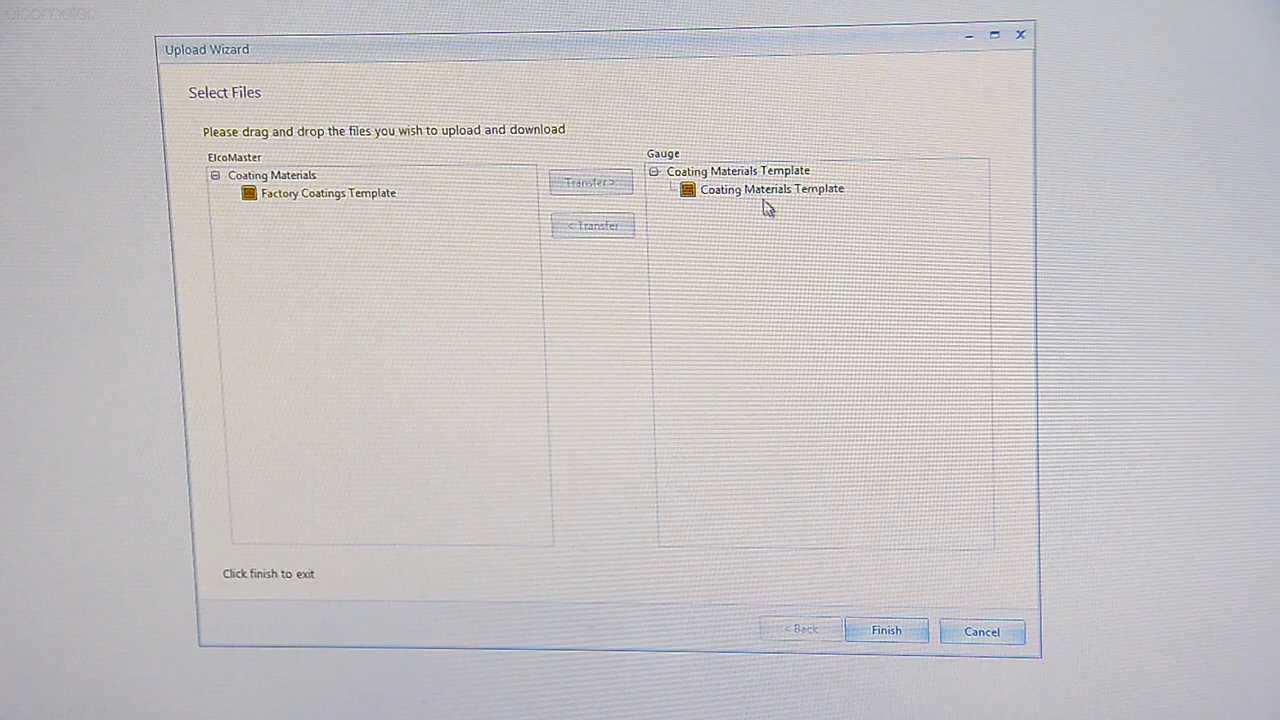 elcometer
Upload Wizard
Select Files
Please drag and drop the files you wish to upload and download
ElcoMaster
Coating Materials
Factory Coatings Template
Transfer >
< Transfer
Gauge
Coating Materials Template
Coating Materials Template
Click finish to exit
< Back
Finish
Cancel